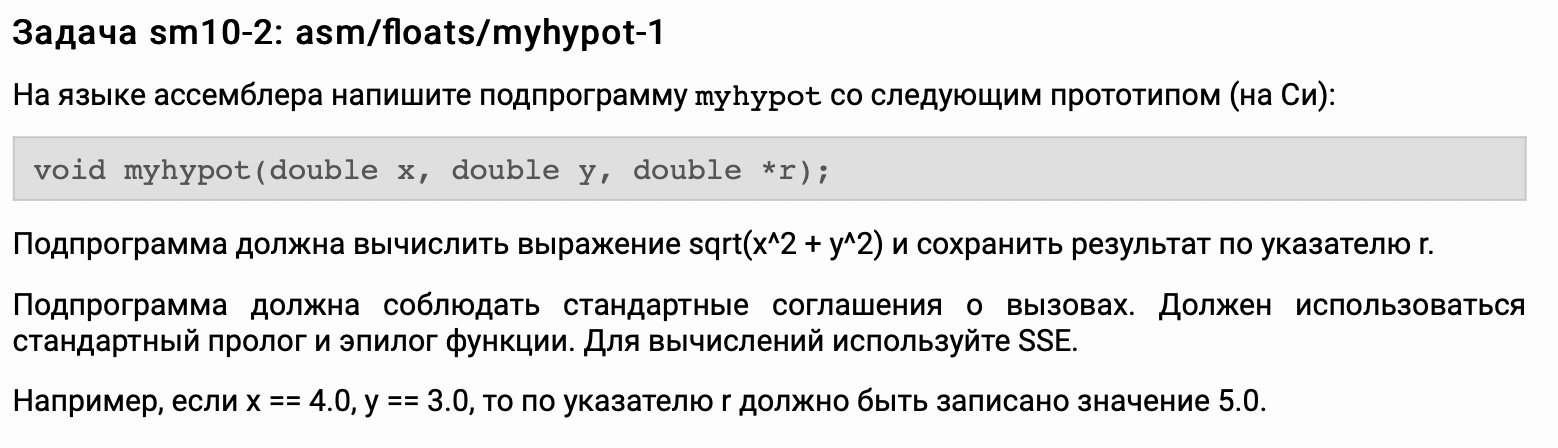 Задача sm10-2: asm/floats/myhypot-1
На языке ассемблера напишите подпрограмму myhypot со следующим прототипом (на Си):
void myhypot(double x, double y, double *r);
Подпрограмма должна вычислить выражение sqrt(x^2 + y^2) и сохранить результат по указателю r.
Подпрограмма должна соблюдать стандартные соглашения о вызовах. Должен использоваться
стандартный пролог и эпилог функции. Для вычислений используйте SSE.
Например, если x == 4.0, y == 3.0, то по указателю r должно быть записано значение 5.0.